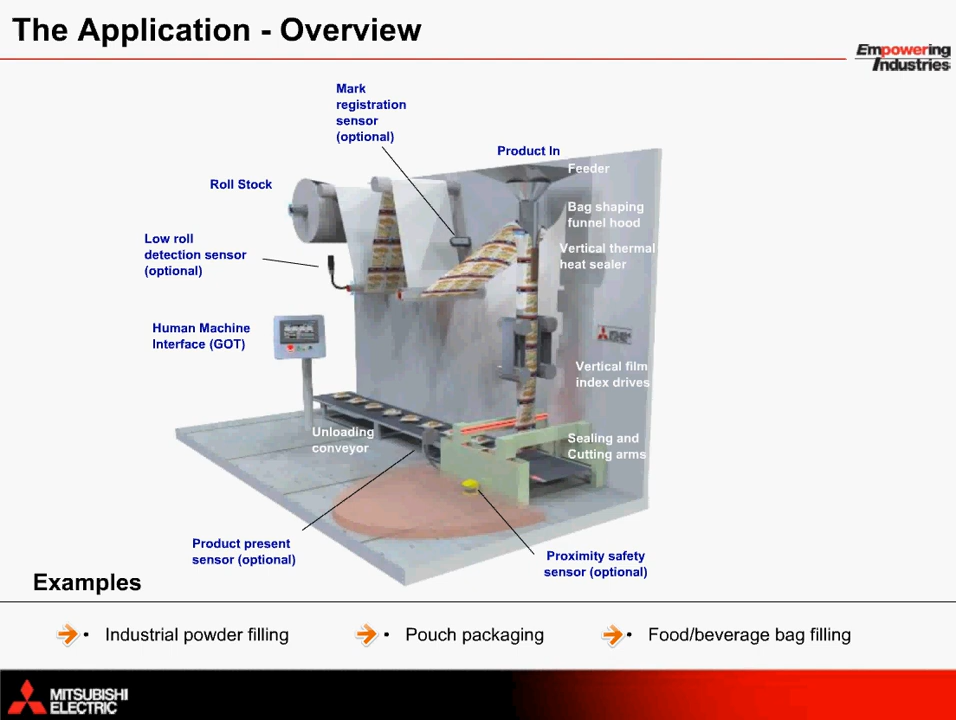 The Application - Overview
Empowering
Industries
Mark
registration
sensor
(optional)
Product In
Feeder
Roll Stock
Bag shaping
funnel hood
Low roll
detection sensor
(optional)
Vertical thermal
heat sealer
Human Machine
Interface (GOT)
Vertical film
index drives
Unloading
conveyor
Sealing and
Cutting arms
Product present
sensor (optional)
Proximity safety
sensor (optional)
Examples
• Industrial powder filling
• Pouch packaging
• Food/beverage bag filling
MITSUBISHI
ELECTRIC